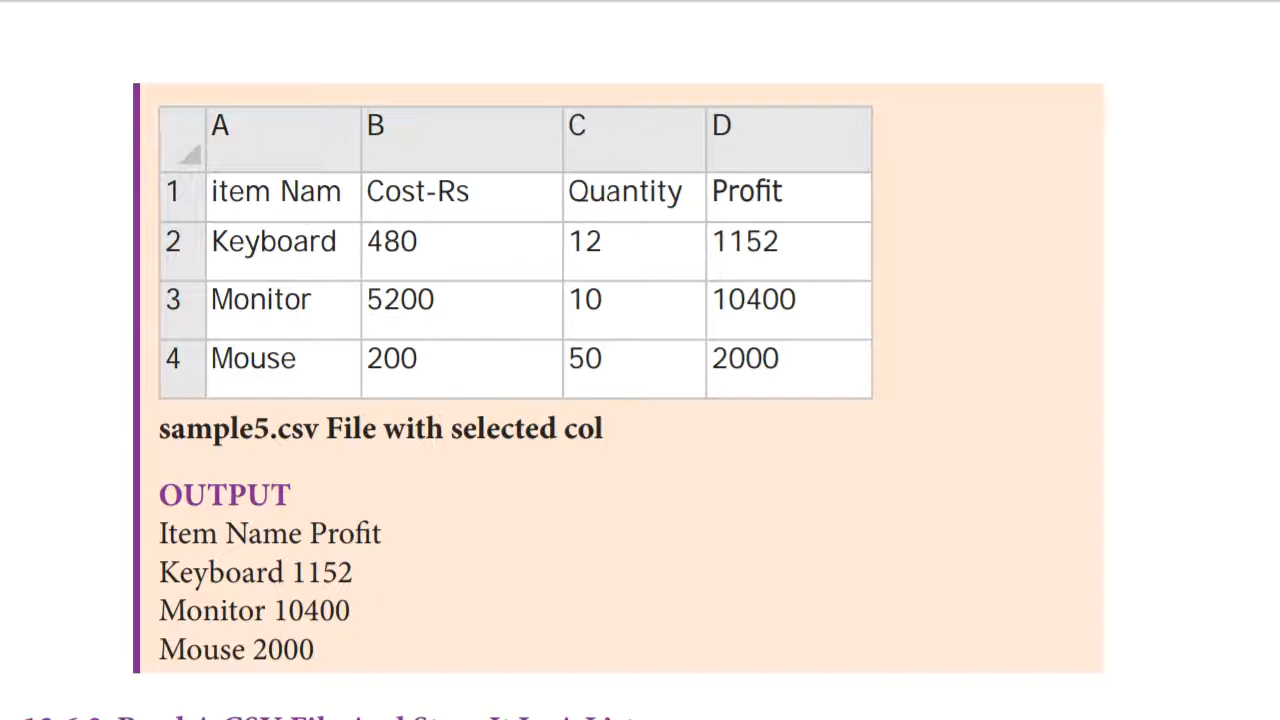 A B C D
1 item Nam Cost-Rs Quantity Profit
2 Keyboard 480 12 1152
3 Monitor 5200 10 10400
4 Mouse 200 50 2000
sample5.csv File with selected col
OUTPUT
Item Name Profit
Keyboard 1152
Monitor 10400
Mouse 2000